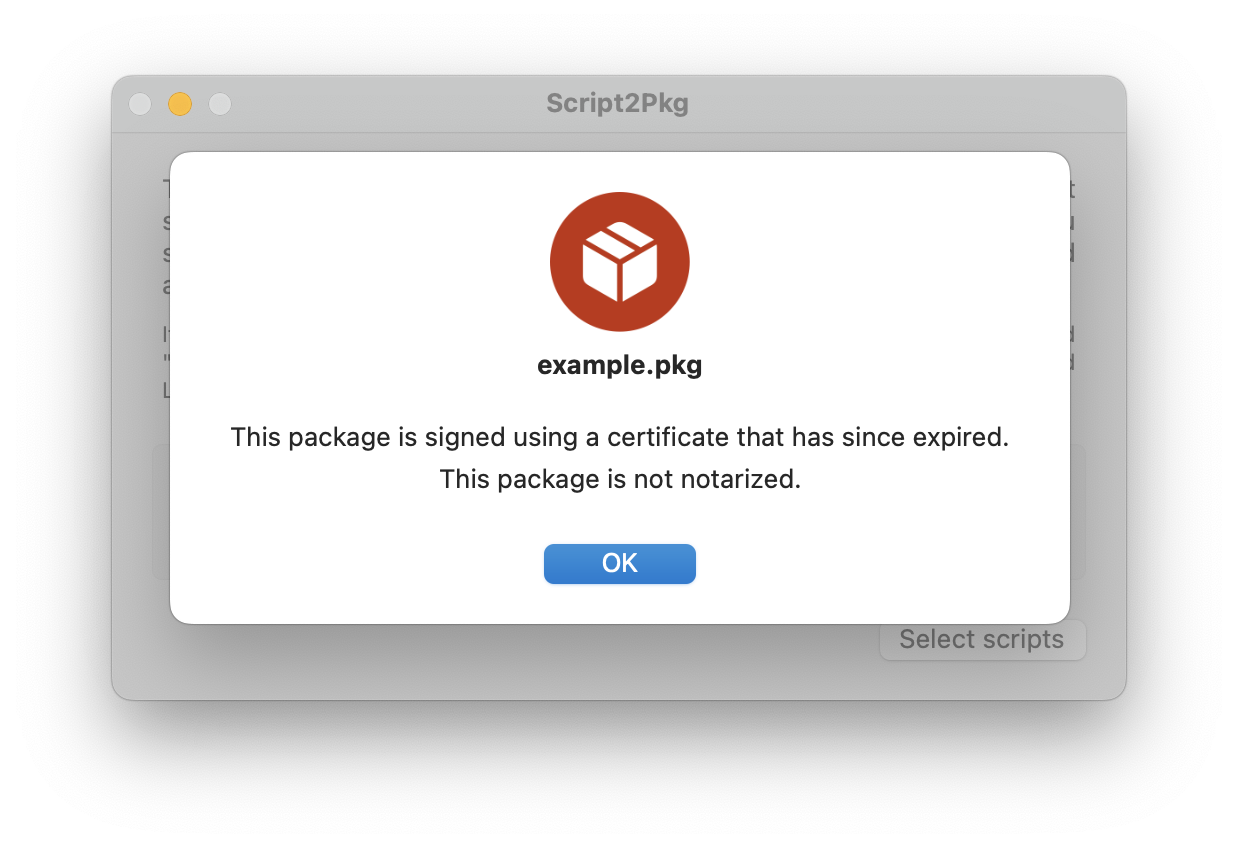 Script2Pkg
example.pkg
This package is signed using a certificate that has since expired.
This package is not notarized.
OK
Select scripts